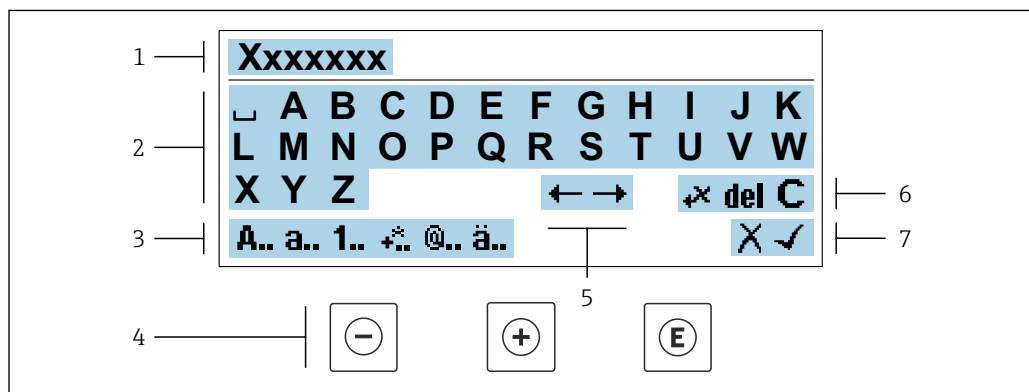 1
Xxxxxxx
2
␣ A B C D E F G H I J K
L M N O P Q R S T U V W
X Y Z ← → +x del C 6
3 A.. a.. 1.. +*.. @.. ä.. X ✓ 7
5
4 − + E